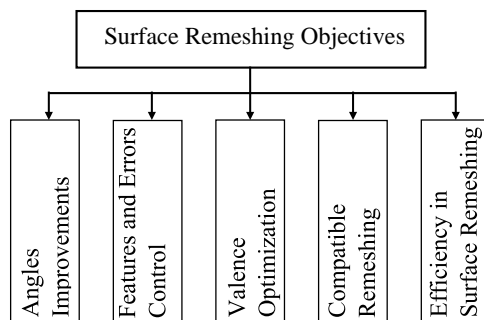 Surface Remeshing Objectives
Angles
Improvements
Features and Errors
Control
Valence
Optimization
Compatible
Remeshing
Efficiency in
Surface Remeshing